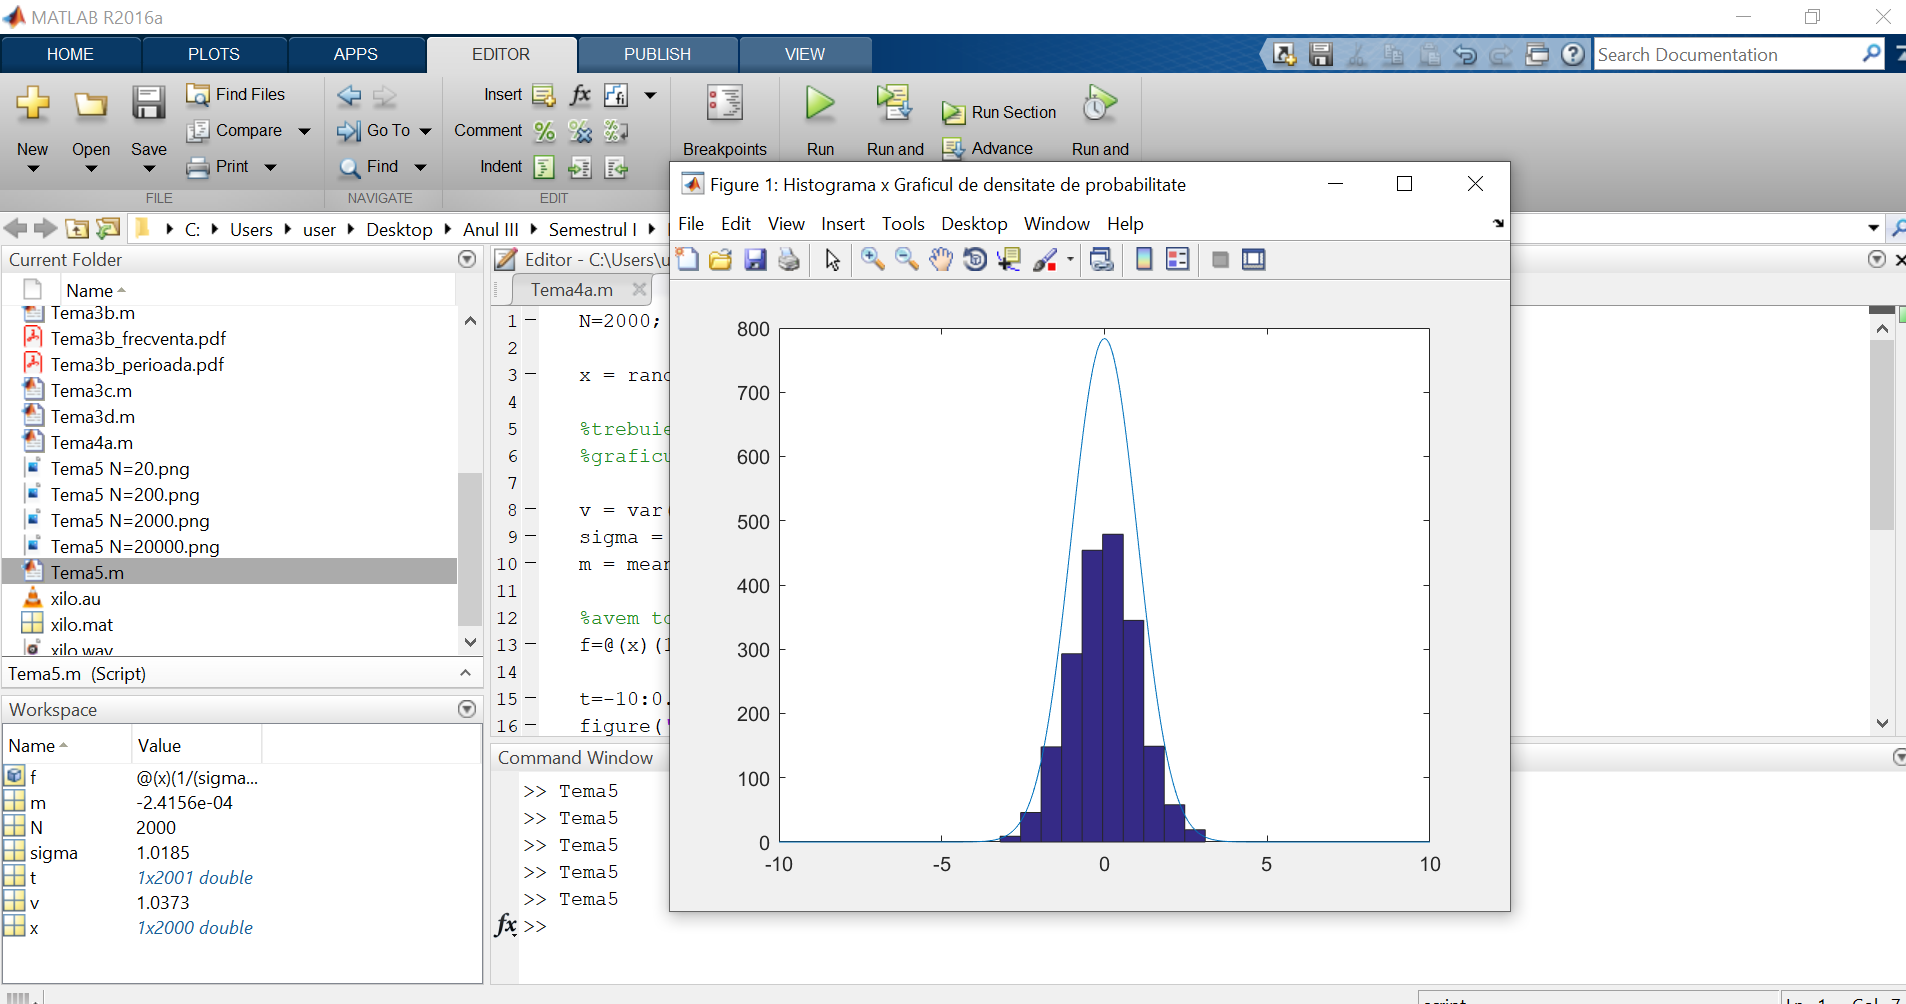 MATLAB R2016a
HOME PLOTS APPS EDITOR PUBLISH VIEW
Search Documentation
New Open Save
Find Files
Compare
Print
FILE
Go To
Find
NAVIGATE
Insert
Comment
Indent
EDIT
Breakpoints
Run
Run and
Run Section
Advance
Run and
C: Users user Desktop Anul III Semestrul I
Current Folder
Name
Tema3b.m
Tema3b_frecventa.pdf
Tema3b_perioada.pdf
Tema3c.m
Tema3d.m
Tema4a.m
Tema5 N=20.png
Tema5 N=200.png
Tema5 N=2000.png
Tema5 N=20000.png
Tema5.m
xilo.au
xilo.mat
xilo.wav
Tema5.m (Script)
Workspace
Name Value
f @(x)(1/(sigma...
m -2.4156e-04
N 2000
sigma 1.0185
t 1x2001 double
v 1.0373
x 1x2000 double
Editor - C:\Users\u
Tema4a.m
1 N=2000;
2
3 x = rand
4
5 %trebuie
6 %graficu
7
8 v = var
9 sigma =
10 m = mean
11
12 %avem to
13 f=@(x)(1
14
15 t=-10:0.
16 figure('
Command Window
>> Tema5
>> Tema5
>> Tema5
>> Tema5
>> Tema5
fx >>
Figure 1: Histograma x Graficul de densitate de probabilitate
File Edit View Insert Tools Desktop Window Help
800
700
600
500
400
300
200
100
0
-10 -5 0 5 10